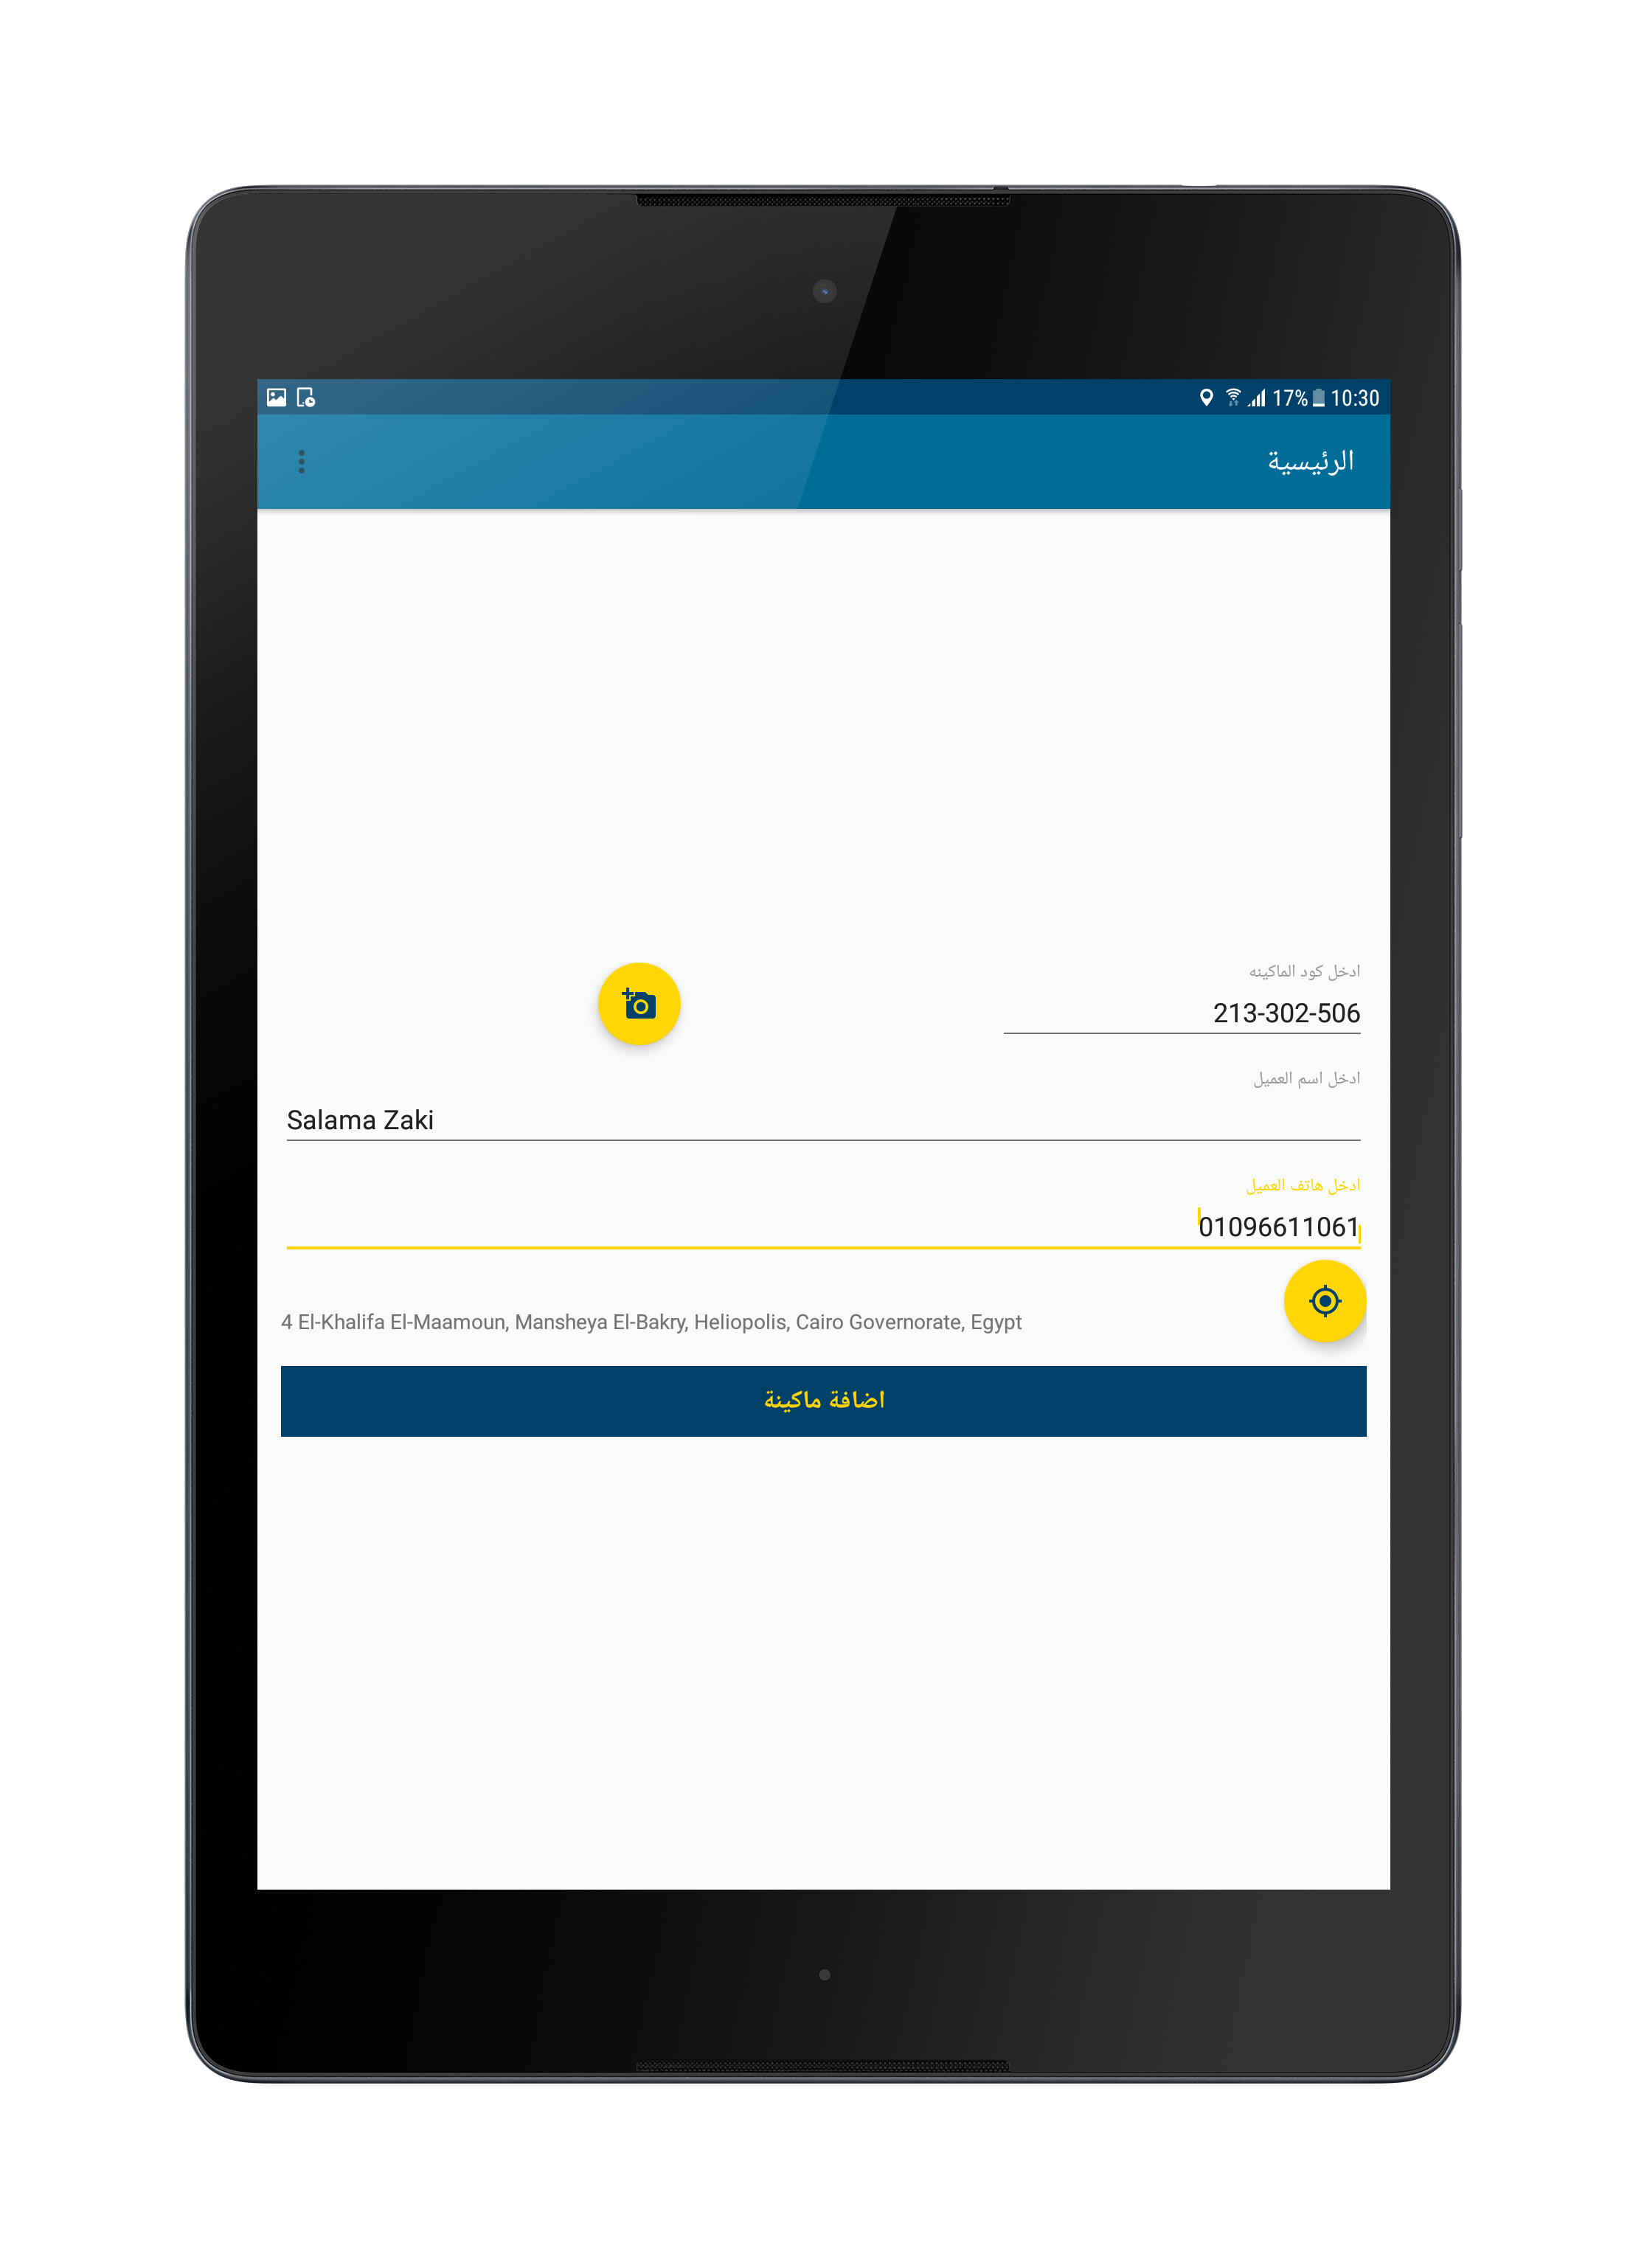 17% 10:30
الرئيسية
ادخل كود الماكينه
213-302-506
ادخل اسم العميل
Salama Zaki
ادخل هاتف العميل
01096611061
4 El-Khalifa El-Maamoun, Mansheya El-Bakry, Heliopolis, Cairo Governorate, Egypt
اضافة ماكينة